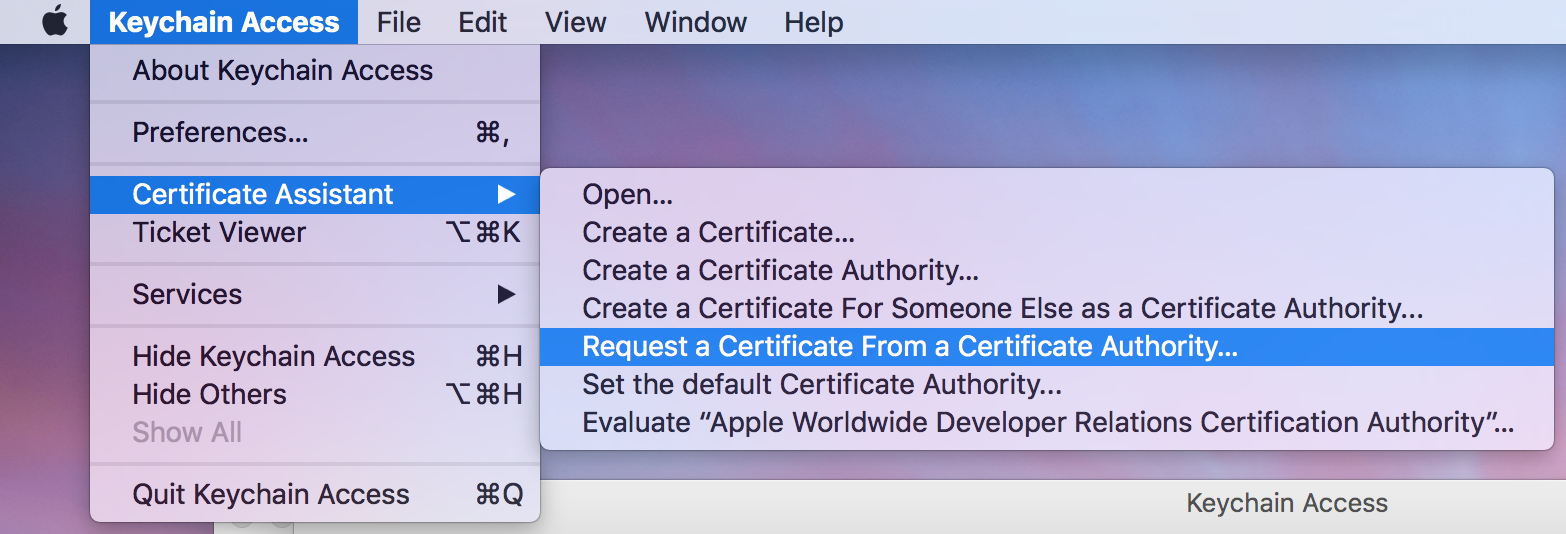 Keychain Access File Edit View Window Help
About Keychain Access
Preferences... ⌘,
Certificate Assistant ▶
Ticket Viewer ⌥⌘K
Services ▶
Hide Keychain Access ⌘H
Hide Others ⌥⌘H
Show All
Quit Keychain Access ⌘Q
Open...
Create a Certificate...
Create a Certificate Authority...
Create a Certificate For Someone Else as a Certificate Authority...
Request a Certificate From a Certificate Authority...
Set the default Certificate Authority...
Evaluate “Apple Worldwide Developer Relations Certification Authority”...
Keychain Access